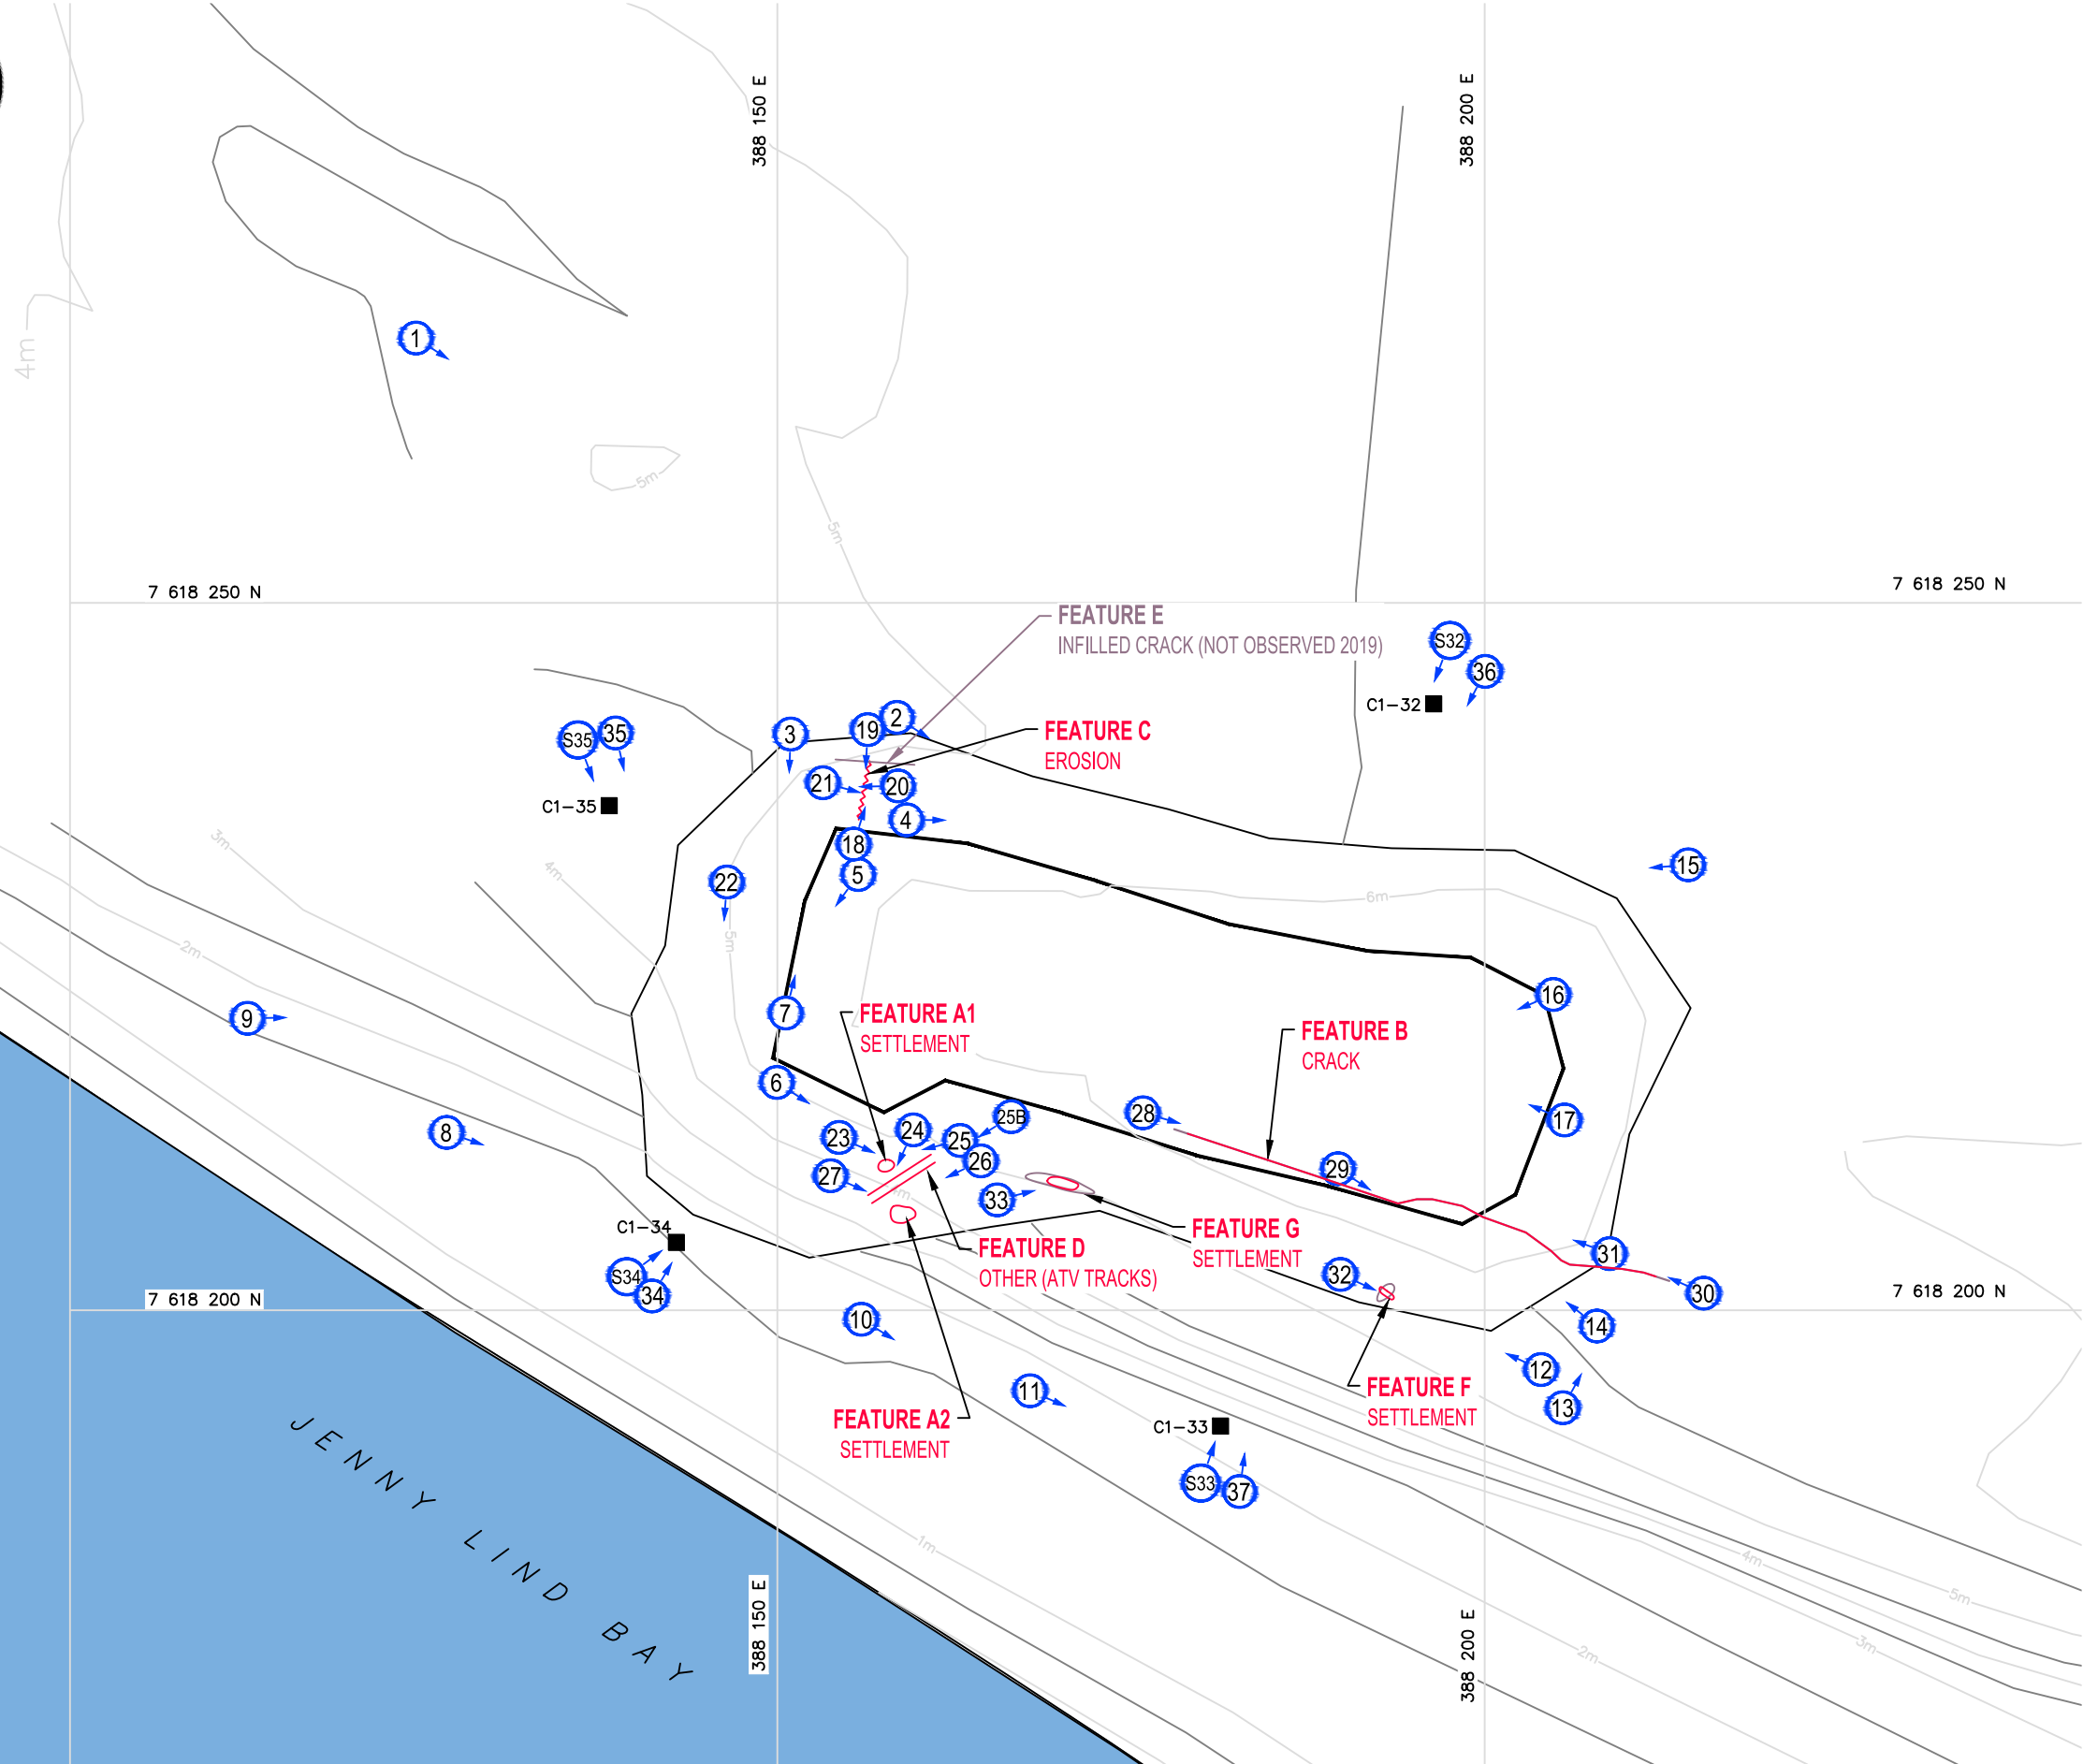 388 150 E
388 200 E
1
4m
5m
5m
7 618 250 N
7 618 250 N
FEATURE E
INFILLED CRACK (NOT OBSERVED 2019)
S32
36
C1-32
2
19
3
S35
35
FEATURE C
EROSION
21
20
C1-35
4
18
5
15
3m
4m
22
6m
5m
2m
16
9
7
FEATURE A1
SETTLEMENT
FEATURE B
CRACK
6
28
25B
17
8
23
24
25
26
29
27
33
C1-34
FEATURE G
SETTLEMENT
FEATURE D
OTHER (ATV TRACKS)
31
S34
34
32
30
7 618 200 N
7 618 200 N
10
14
12
11
FEATURE F
SETTLEMENT
13
FEATURE A2
SETTLEMENT
C1-33
S33
37
JENNY LIND BAY
1m
4m
5m
388 150 E
388 200 E
2m
3m